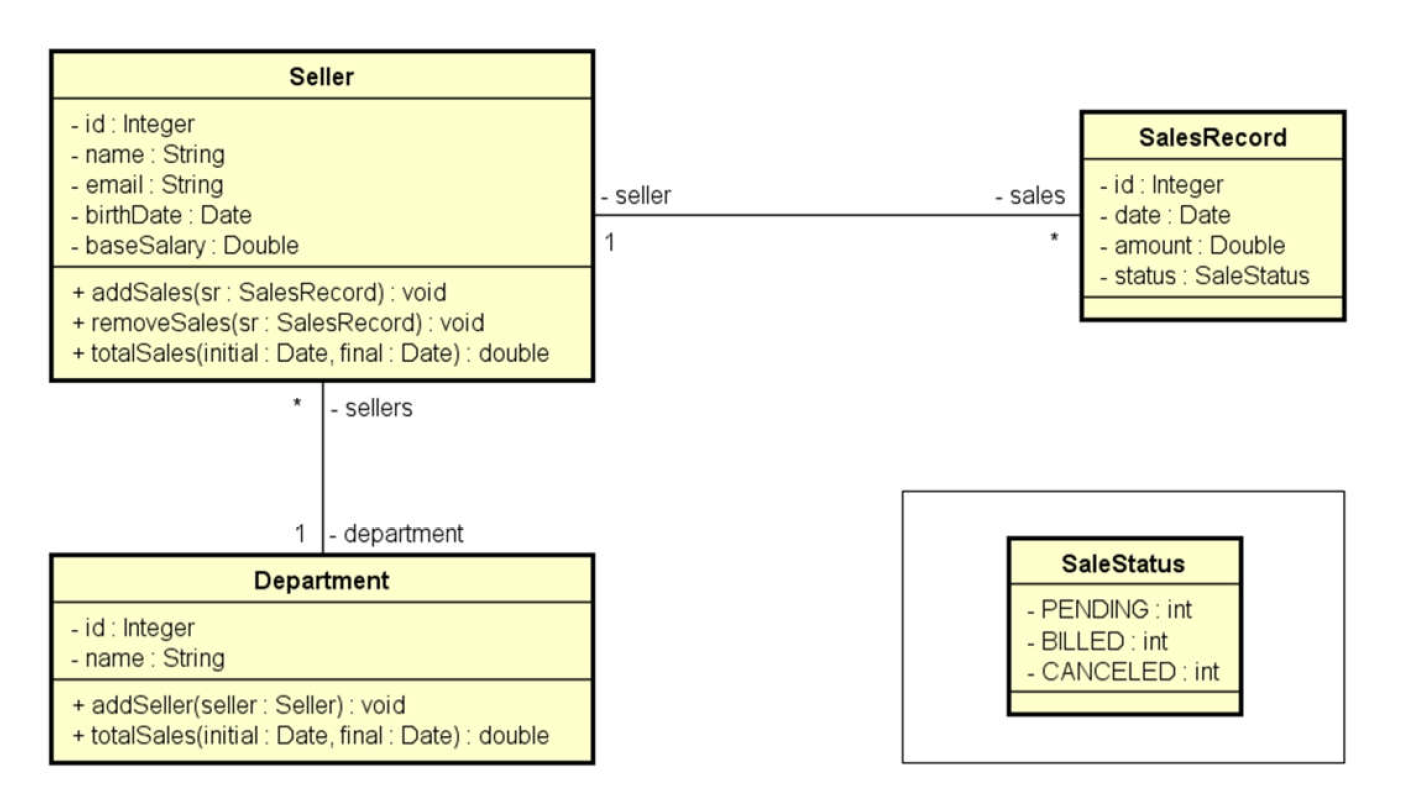 Seller
- id : Integer
- name : String
- email : String
- birthDate : Date
- baseSalary : Double
+ addSales(sr : SalesRecord) : void
+ removeSales(sr : SalesRecord) : void
+ totalSales(initial : Date, final : Date) : double
- seller
1
- sales
*
SalesRecord
- id : Integer
- date : Date
- amount : Double
- status : SaleStatus
* - sellers
1 - department
Department
- id : Integer
- name : String
+ addSeller(seller : Seller) : void
+ totalSales(initial : Date, final : Date) : double
SaleStatus
- PENDING : int
- BILLED : int
- CANCELED : int